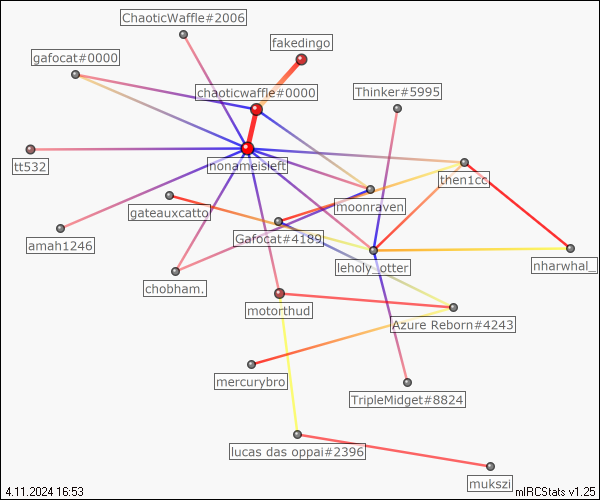 ChaoticWaffle#2006
fakedingo
gafocat#0000
chaoticwaffle#0000
Thinker#5995
tt532
nonameisleft
then1cc
moonraven
gateauxcattol
Gafocat#4189
amah1246
leholy_otter
nharwhal_
chobham.
motorthud
Azure Reborn#4243
mercurybro
TripleMidget#8824
lucas das oppai#2396
mukszi
4.11.2024 16:53
mIRCStats v1.25